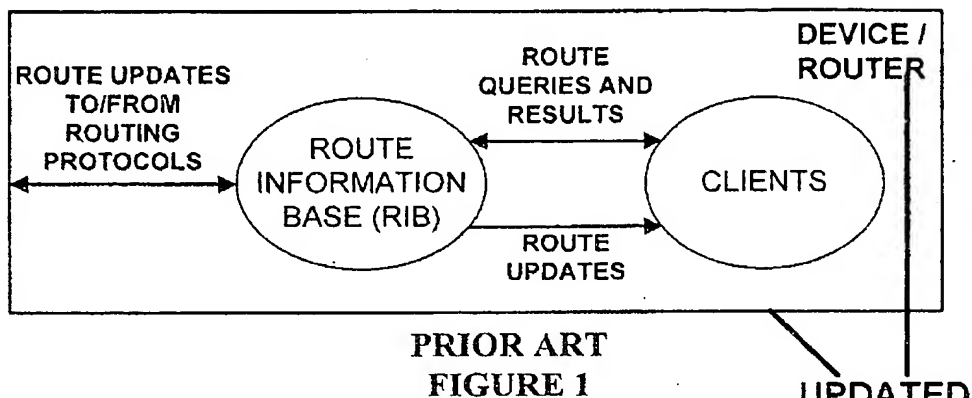 ROUTE UPDATES
TO/FROM
ROUTING
PROTOCOLS
ROUTE
INFORMATION
BASE (RIB)
ROUTE
QUERIES AND
RESULTS
ROUTE
UPDATES
CLIENTS
DEVICE /
ROUTER
PRIOR ART
FIGURE 1
UPDATED